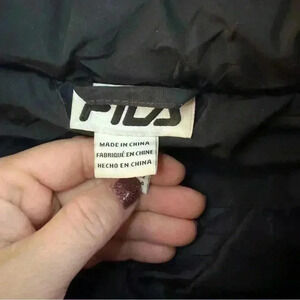 FILA
MADE IN CHINA
FABRIQUÉ EN CHINE
HECHO EN CHINA